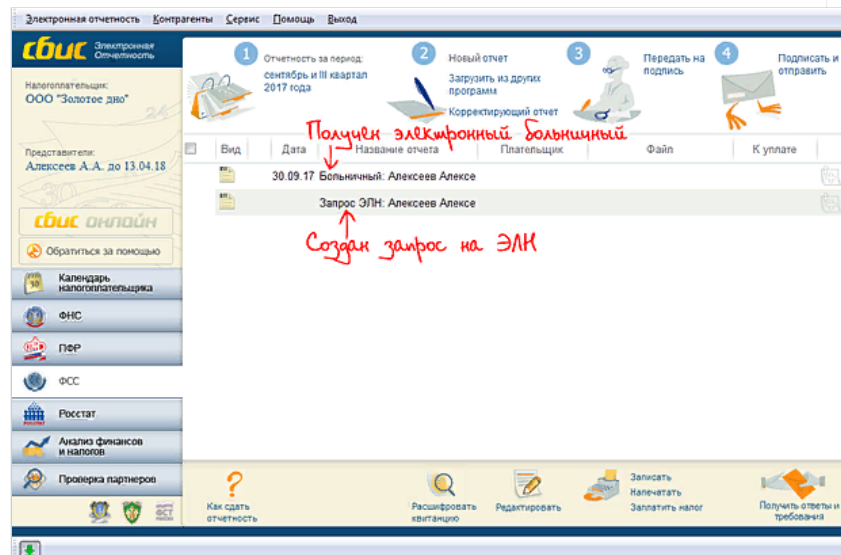 Электронная отчетность Контрагенты Сервис Помощь Выход
сбис Электронная Отчетность
Налогоплательщик:
ООО "Золотое дно"
Представители:
Алексеев А.А. до 13.04.18
сбис онлайн
Обратиться за помощью
Календарь
налогоплательщика
ФНС
ПФР
ФСС
Росстат
Анализ финансов
и налогов
Проверка партнеров
1
Отчетность за период:
сентябрь и III квартал
2017 года
2
Новый отчет
Загрузить из других
программ
Корректирующий отчет
3
Передать на
подпись
4
Подписать и
отправить
Получен электронный больничный
Вид Дата Название отчета Плательщик Файл К уплате
30.09.17 Больничный: Алексеев Алексе
Запрос ЭЛН: Алексеев Алексе
Создан запрос на ЭЛН
Как сдать
отчетность
Расшифровать
квитанцию
Редактировать
Записать
Напечатать
Заплатить налог
Получить ответы и
требования